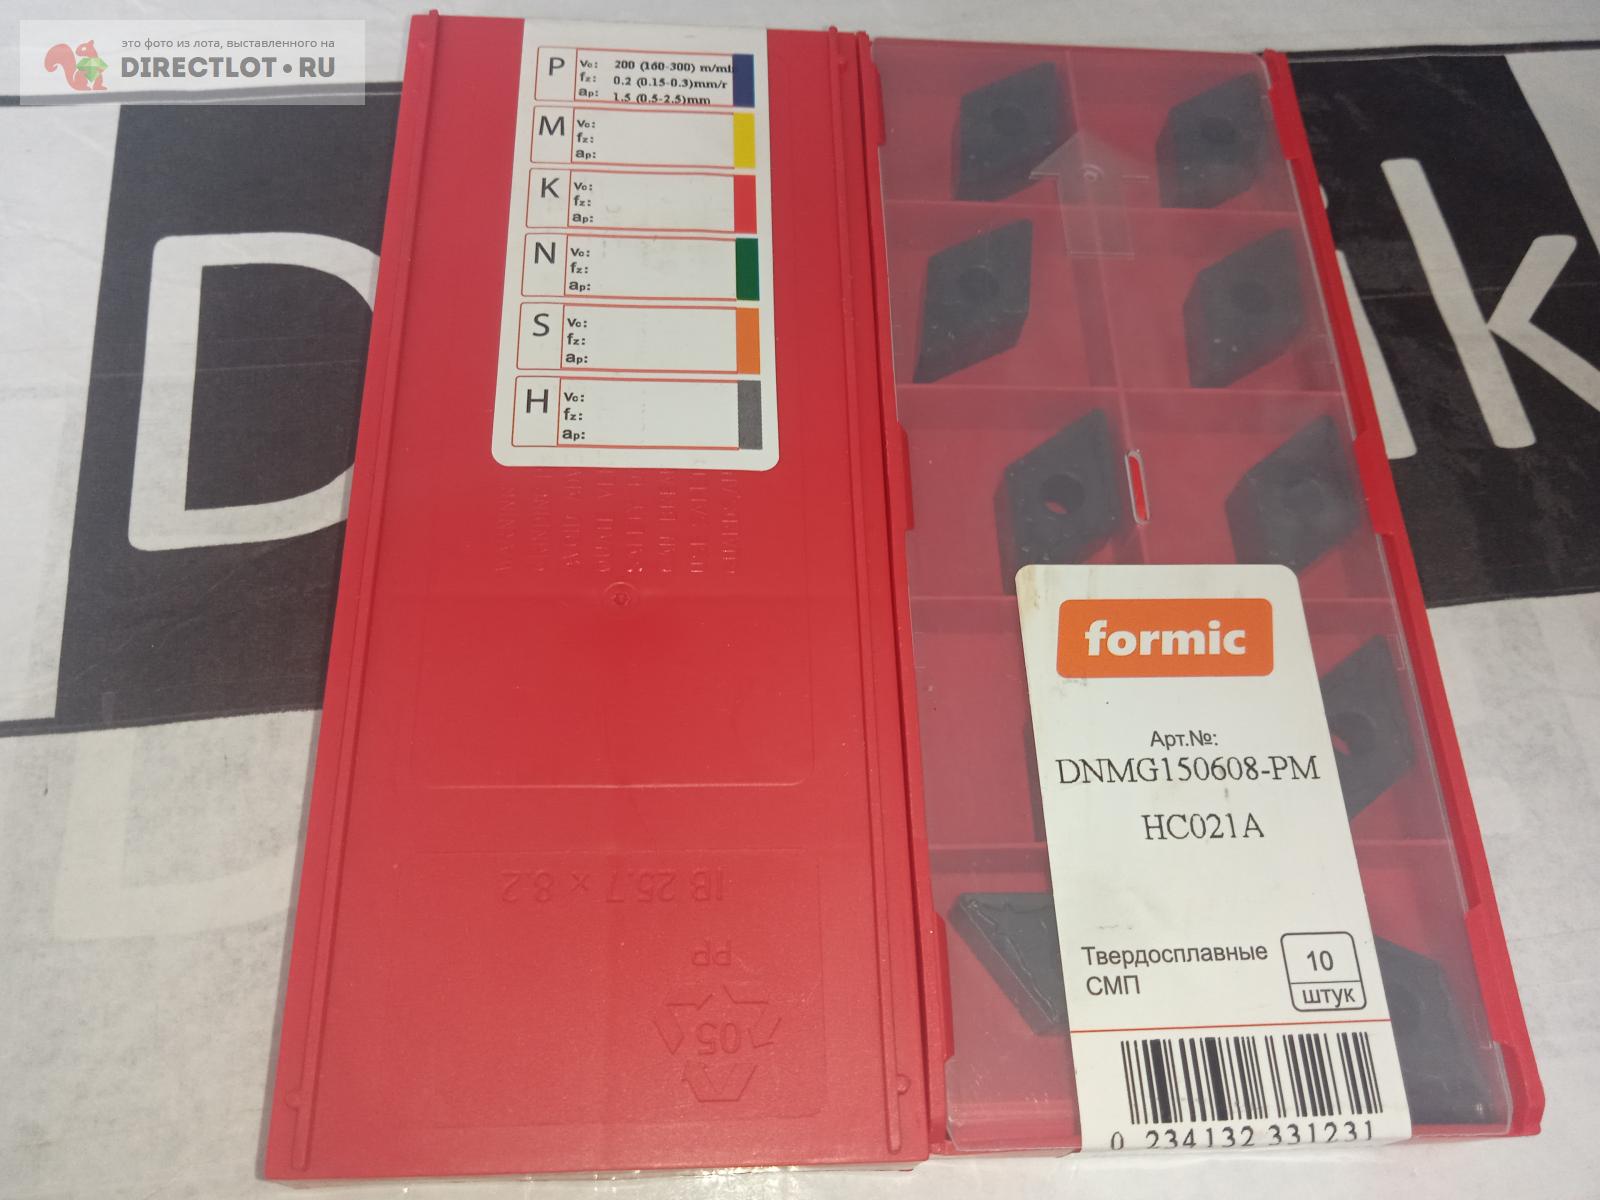 это фото из лота, выставленного на
DIRECTLOT.RU
P
Vc: 200 (160-300) m/mi
fz: 0.2 (0.15-0.3)mm/r
ap: 1.5 (0.5-2.5)mm
M
Vc:
fz:
ap:
K
Vc:
fz:
ap:
N
Vc:
fz:
ap:
S
Vc:
fz:
ap:
H
Vc:
fz:
ap:
IB 25.7 x 8.2
PP
05
D
k
formic
Арт.№:
DNMG150608-PM
HC021A
Твердосплавные
СМП
10
штук
0 234132 331231